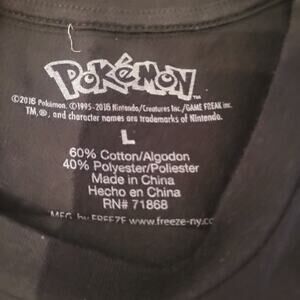 POKéMON
©2016 Pokémon. ©1995-2016 Nintendo/Creatures Inc./GAME FREAK inc.
TM,®, and character names are trademarks of Nintendo.
L
60% Cotton/Algodon
40% Polyester/Poliester
Made in China
Hecho en China
RN# 71868
MFG. by FREEZE www.freeze-ny.cc